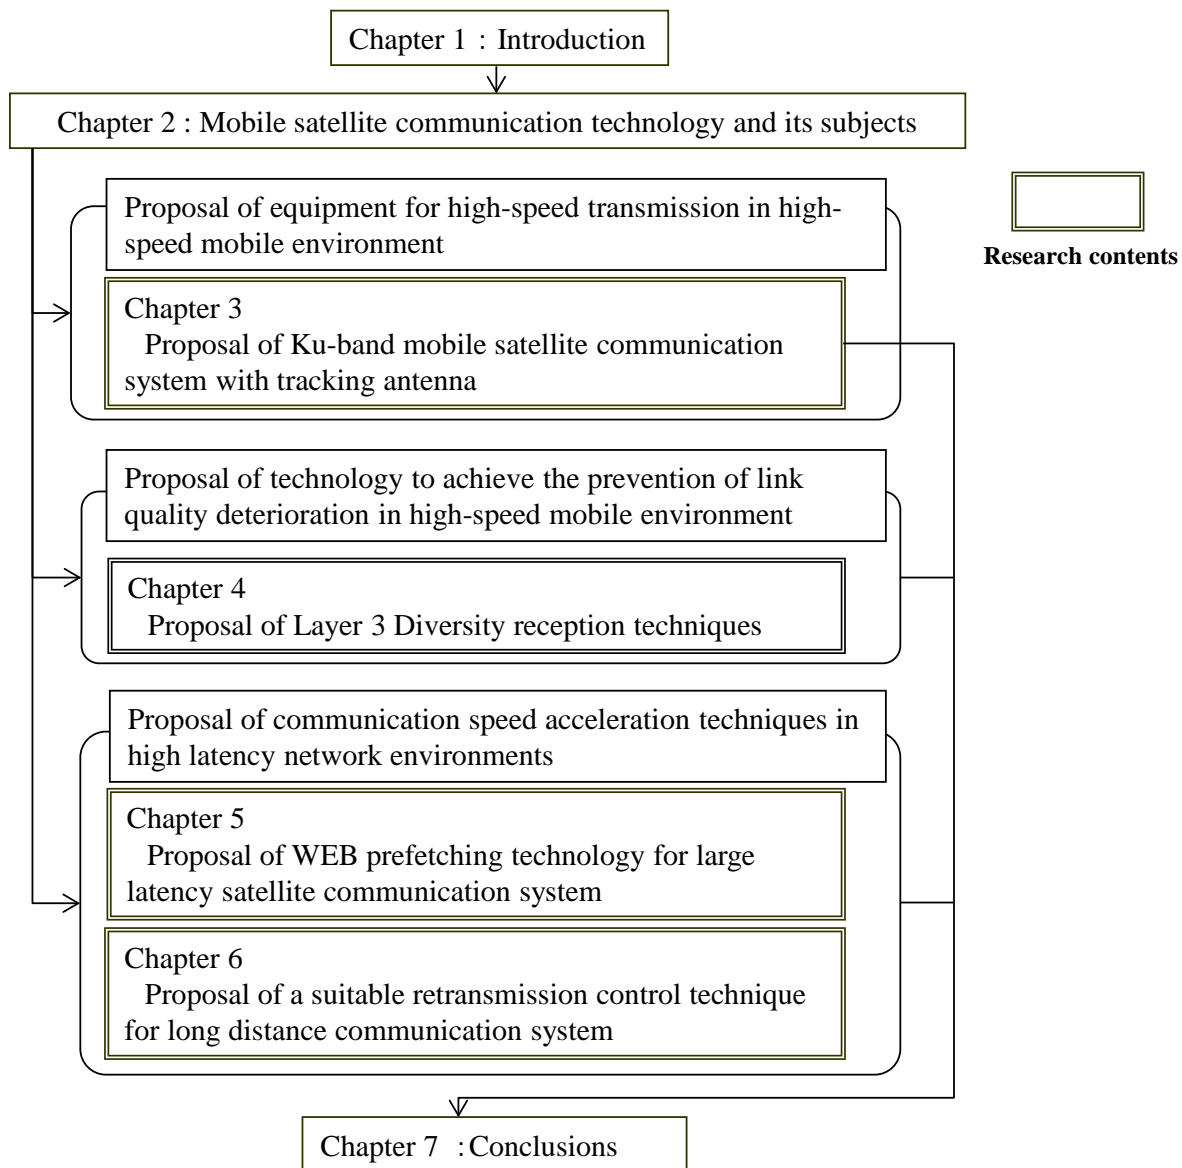 Chapter 1 : Introduction
Chapter 2 : Mobile satellite communication technology and its subjects
Proposal of equipment for high-speed transmission in high-
speed mobile environment
Chapter 3
Proposal of Ku-band mobile satellite communication
system with tracking antenna
Research contents
Proposal of technology to achieve the prevention of link
quality deterioration in high-speed mobile environment
Chapter 4
Proposal of Layer 3 Diversity reception techniques
Proposal of communication speed acceleration techniques in
high latency network environments
Chapter 5
Proposal of WEB prefetching technology for large
latency satellite communication system
Chapter 6
Proposal of a suitable retransmission control technique
for long distance communication system
Chapter 7 :Conclusions